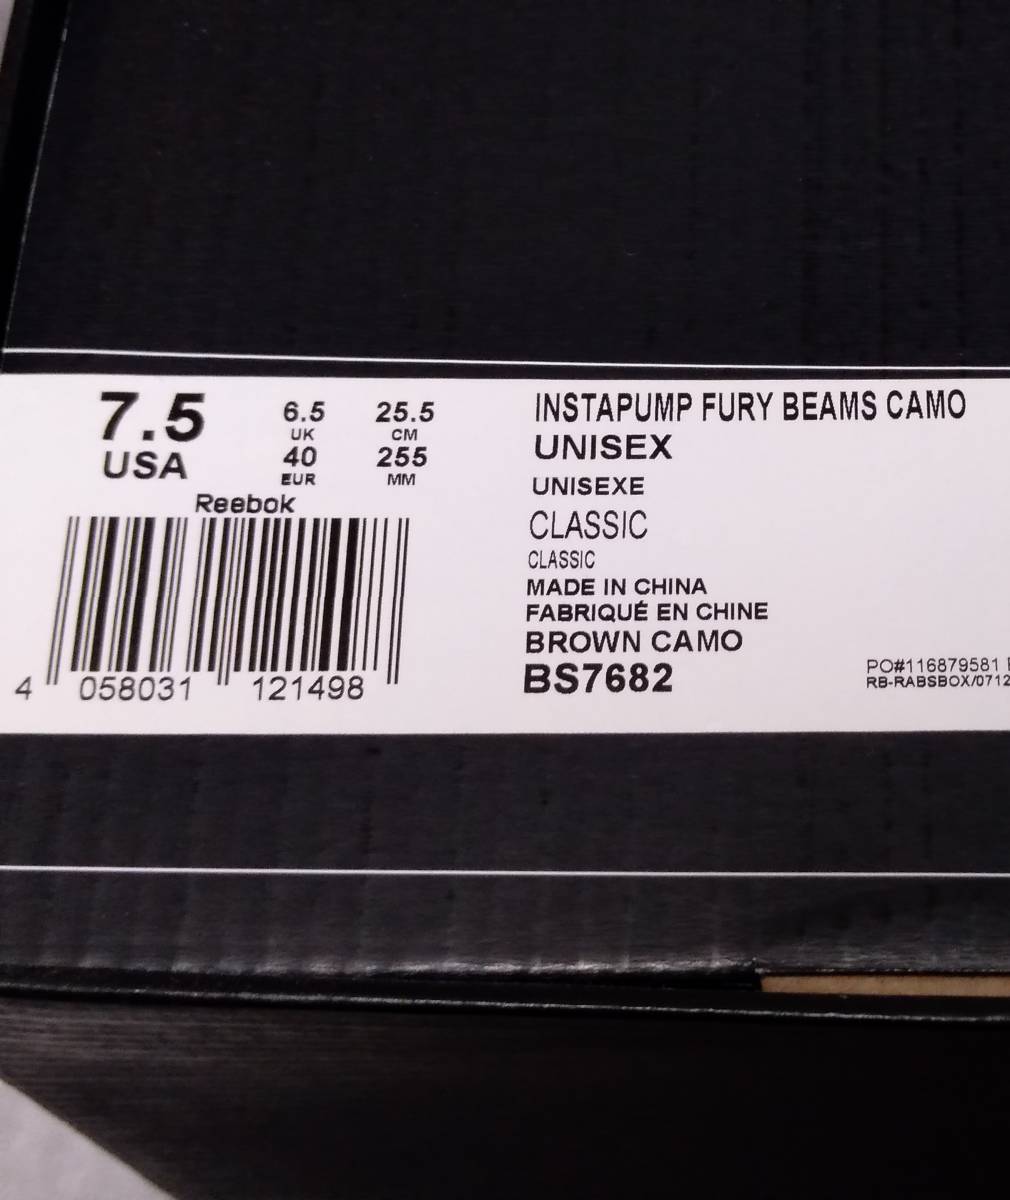 7.5
USA
6.5
UK
40
EUR
25.5
CM
255
MM
Reebok
4 058031 121498
INSTAPUMP FURY BEAMS CAMO
UNISEX
UNISEXE
CLASSIC
CLASSIC
MADE IN CHINA
FABRIQUÉ EN CHINE
BROWN CAMO
BS7682
PO#116879581
RB-RABSBOX/0712